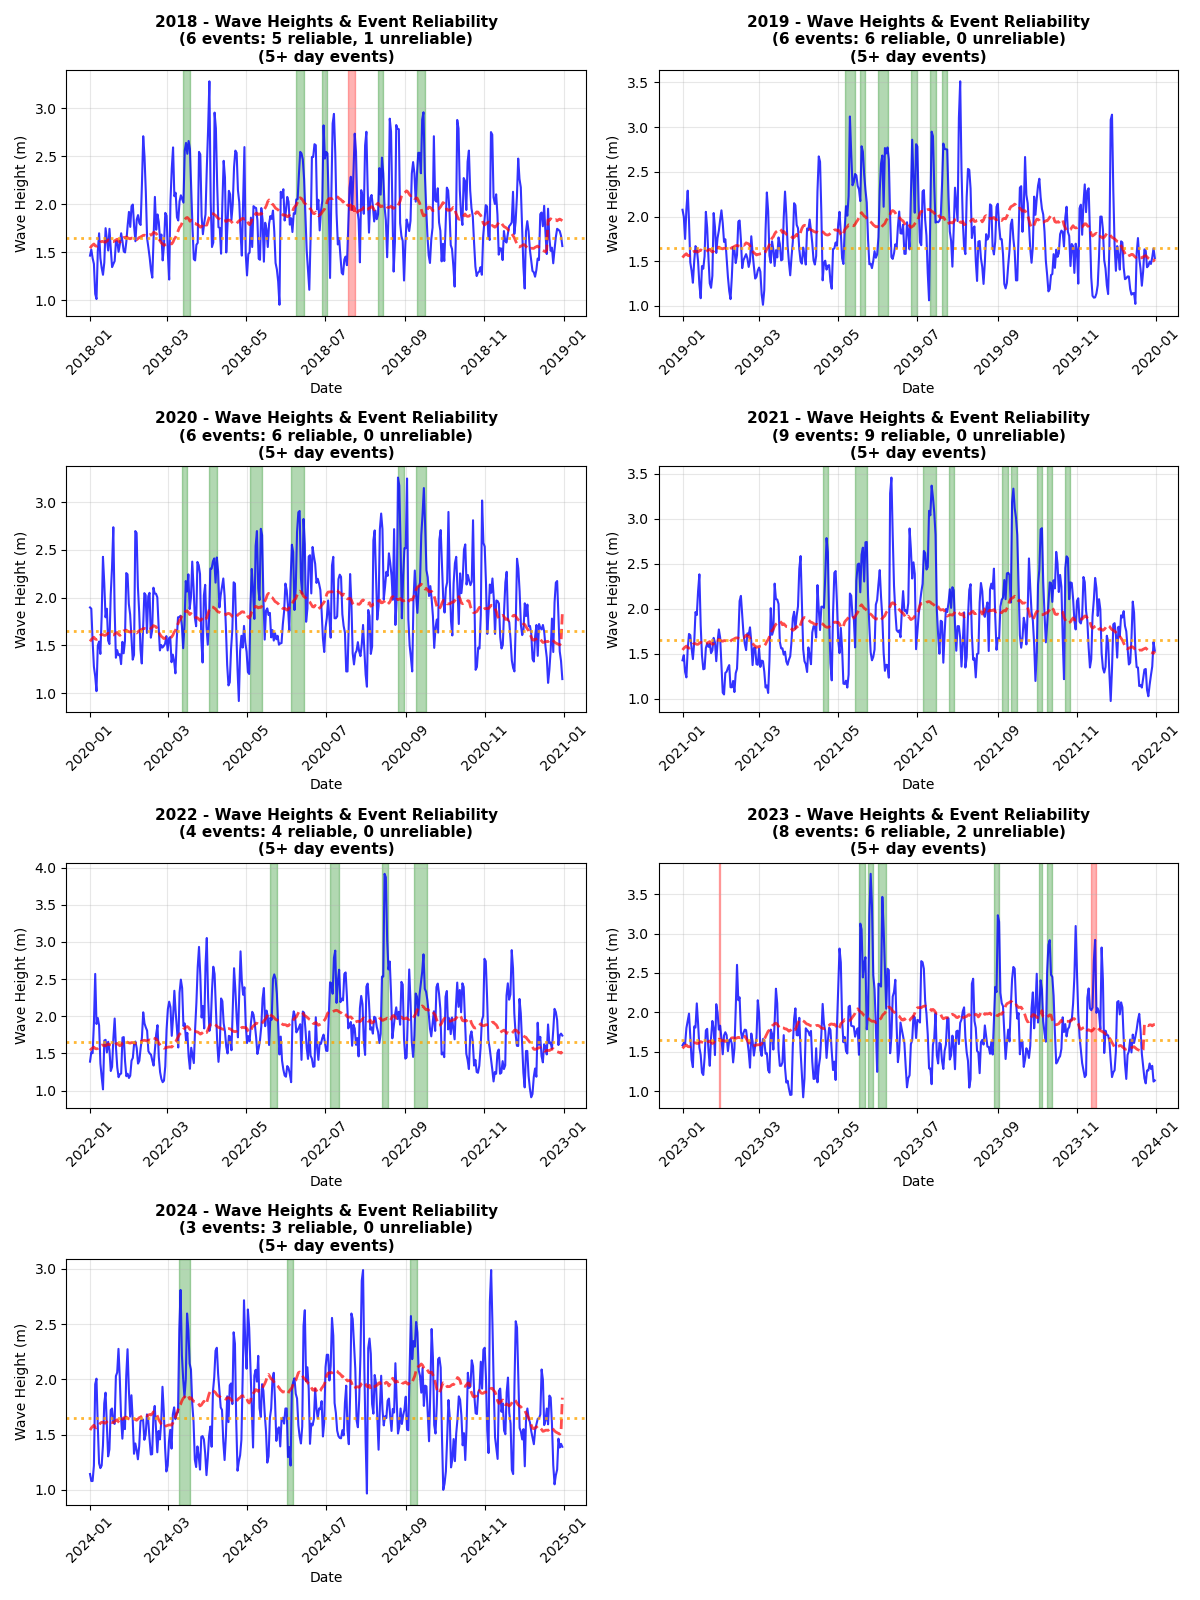 2018 - Wave Heights & Event Reliability
(6 events: 5 reliable, 1 unreliable)
(5+ day events)
Wave Height (m)
3.0
2.5
2.0
1.5
1.0
2018-01
2018-03
2018-05
2018-07
2018-09
2018-11
2019-01
Date
2019 - Wave Heights & Event Reliability
(6 events: 6 reliable, 0 unreliable)
(5+ day events)
Wave Height (m)
3.5
3.0
2.5
2.0
1.5
1.0
2019-01
2019-03
2019-05
2019-07
2019-09
2019-11
2020-01
Date
2020 - Wave Heights & Event Reliability
(6 events: 6 reliable, 0 unreliable)
(5+ day events)
Wave Height (m)
3.0
2.5
2.0
1.5
1.0
2020-01
2020-03
2020-05
2020-07
2020-09
2020-11
2021-01
Date
2021 - Wave Heights & Event Reliability
(9 events: 9 reliable, 0 unreliable)
(5+ day events)
Wave Height (m)
3.5
3.0
2.5
2.0
1.5
1.0
2021-01
2021-03
2021-05
2021-07
2021-09
2021-11
2022-01
Date
2022 - Wave Heights & Event Reliability
(4 events: 4 reliable, 0 unreliable)
(5+ day events)
Wave Height (m)
4.0
3.5
3.0
2.5
2.0
1.5
1.0
2022-01
2022-03
2022-05
2022-07
2022-09
2022-11
2023-01
Date
2023 - Wave Heights & Event Reliability
(8 events: 6 reliable, 2 unreliable)
(5+ day events)
Wave Height (m)
3.5
3.0
2.5
2.0
1.5
1.0
2023-01
2023-03
2023-05
2023-07
2023-09
2023-11
2024-01
Date
2024 - Wave Heights & Event Reliability
(3 events: 3 reliable, 0 unreliable)
(5+ day events)
Wave Height (m)
3.0
2.5
2.0
1.5
1.0
2024-01
2024-03
2024-05
2024-07
2024-09
2024-11
2025-01
Date